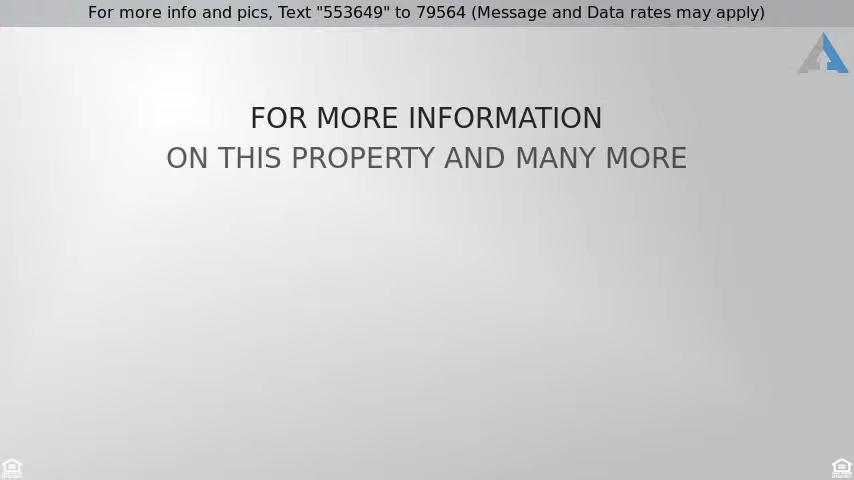 For more info and pics, Text "553649" to 79564 (Message and Data rates may apply)
FOR MORE INFORMATION
ON THIS PROPERTY AND MANY MORE